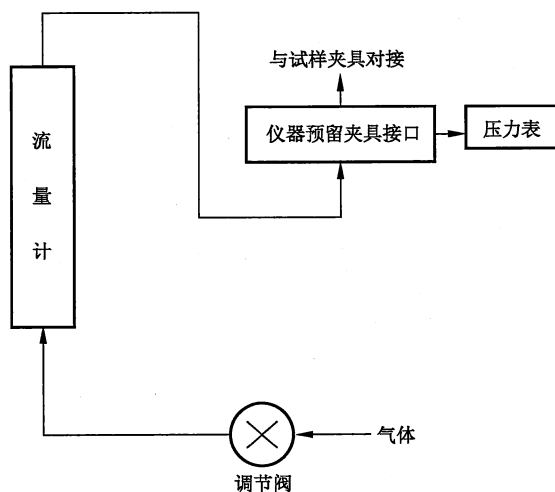 与试样夹具对接
仪器预留夹具接口
压力表
流量计
气体
调节阀